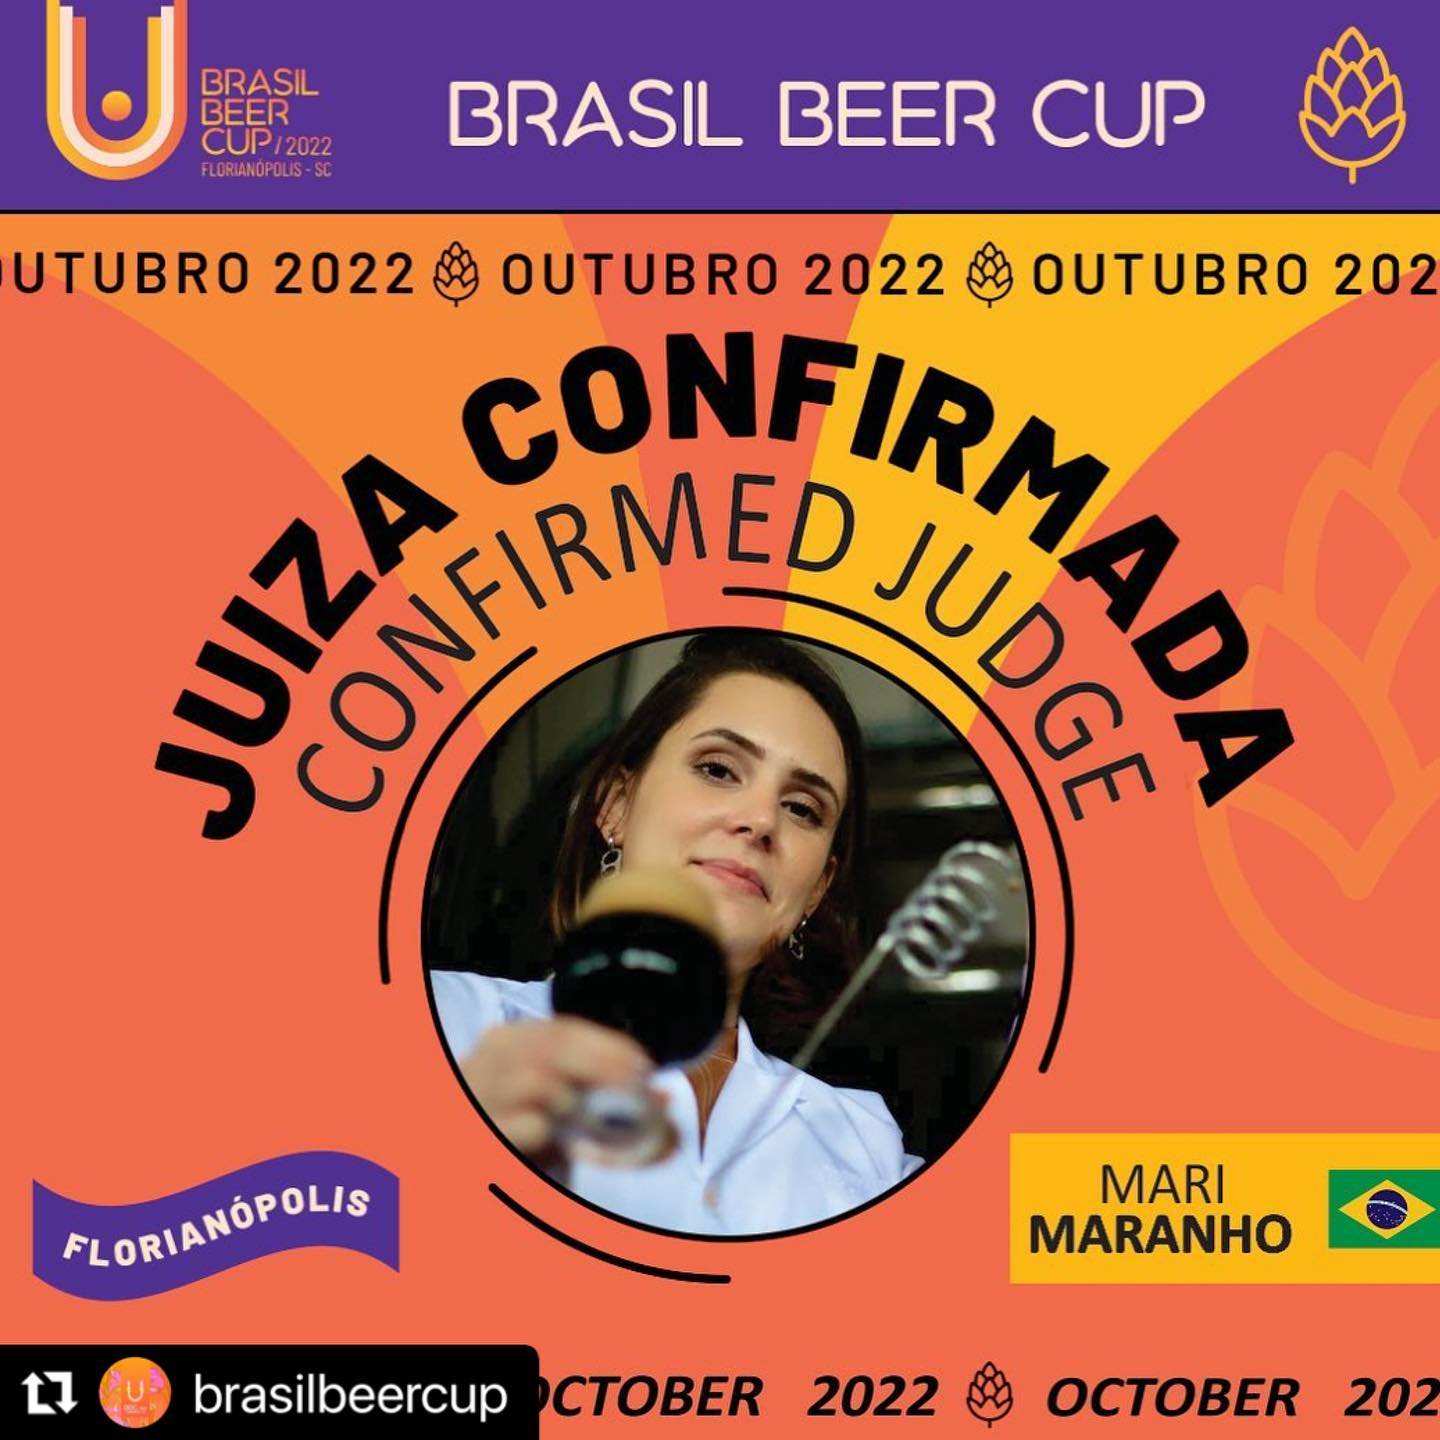 BRASIL
BEER
CUP/2022
FLORIANÓPOLIS - SC
BRASIL BEER CUP
OUTUBRO 2022 OUTUBRO 2022 OUTUBRO 202
JUIZA CONFIRMADA
CONFIRMED JUDGE
FLORIANÓPOLIS
MARI
MARANHO
brasilbeercup
OCTOBER 2022 OCTOBER 202